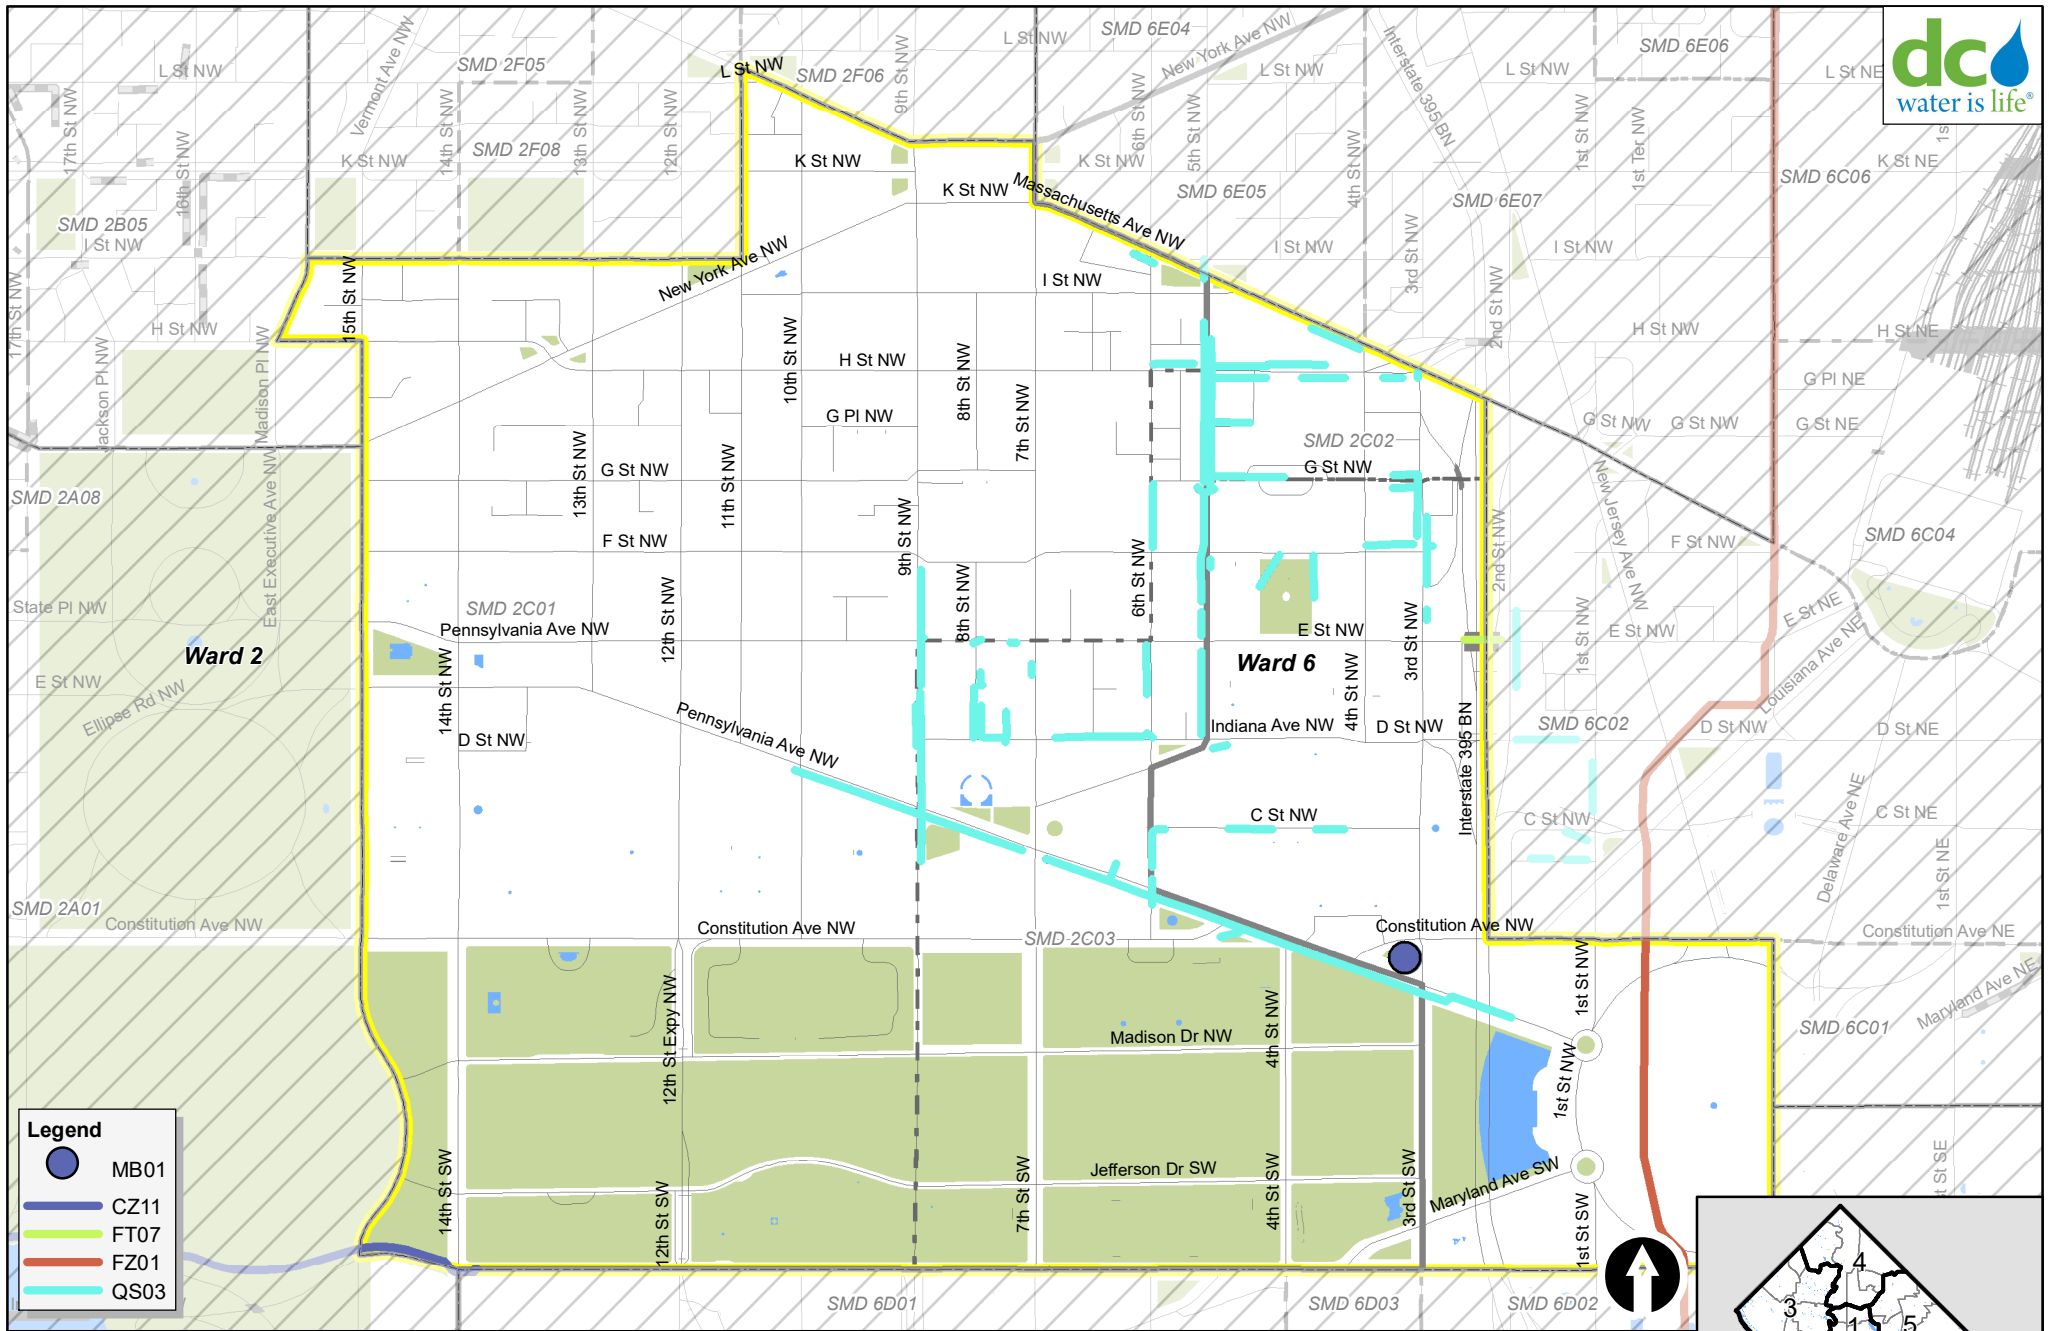 L St NW
SMD 6E04
New York Ave NW
SMD 6E06
Vermont Ave NW
SMD 2F05
L St NW
L St NW
SMD 2F06
9th St NW
L St NW
Interstate 395 BN
L St NW
L St NE
dc
water is life®
17th St NW
16th St NW
14th St NW
13th St NW
12th St NW
6th St NW
5th St NW
4th St NW
1st St NW
1st Ter NW
K St NW
SMD 2F08
K St NW
K St NW
K St NW
K St NE
SMD 6C06
SMD 2B05
I St NW
Massachusetts Ave NW
SMD 6E05
SMD 6E07
3rd St NW
2nd St NW
I St NW
I St NW
New York Ave NW
I St NW
17th St NW
15th St NW
H St NW
H St NW
H St NW
H St NE
Jackson Pl NW
Madison Pl NW
10th St NW
8th St NW
7th St NW
G Pl NE
G Pl NW
G St NW
G St NW
G St NE
SMD 2C02
G St NW
G St NW
SMD 2A08
13th St NW
11th St NW
9th St NW
New Jersey Ave NW
East Executive Ave NW
F St NW
F St NW
SMD 6C04
6th St NW
2nd St NW
State Pl NW
SMD 2C01
Pennsylvania Ave NW
12th St NW
8th St NW
E St NW
3rd St NW
1st St NW
E St NW
E St NE
Louisiana Ave NE
Ward 2
Ward 6
E St NW
Ellipse Rd NW
14th St NW
Pennsylvania Ave NW
D St NW
Indiana Ave NW
4th St NW
D St NW
Interstate 395 BN
SMD 6C02
D St NW
D St NE
C St NW
C St NW
C St NE
Delaware Ave NE
1st St NE
SMD 2A01
Constitution Ave NW
Constitution Ave NW
SMD 2C03
Constitution Ave NW
Constitution Ave NE
Maryland Ave NE
12th St Expy NW
4th St NW
Madison Dr NW
1st St NW
SMD 6C01
1st St NW
Legend
MB01
CZ11
FT07
FZ01
QS03
14th St SW
12th St SW
7th St SW
Jefferson Dr SW
4th St SW
3rd St SW
Maryland Ave SW
1st St SW
SMD 6D01
SMD 6D03
SMD 6D02
4
3
1
5